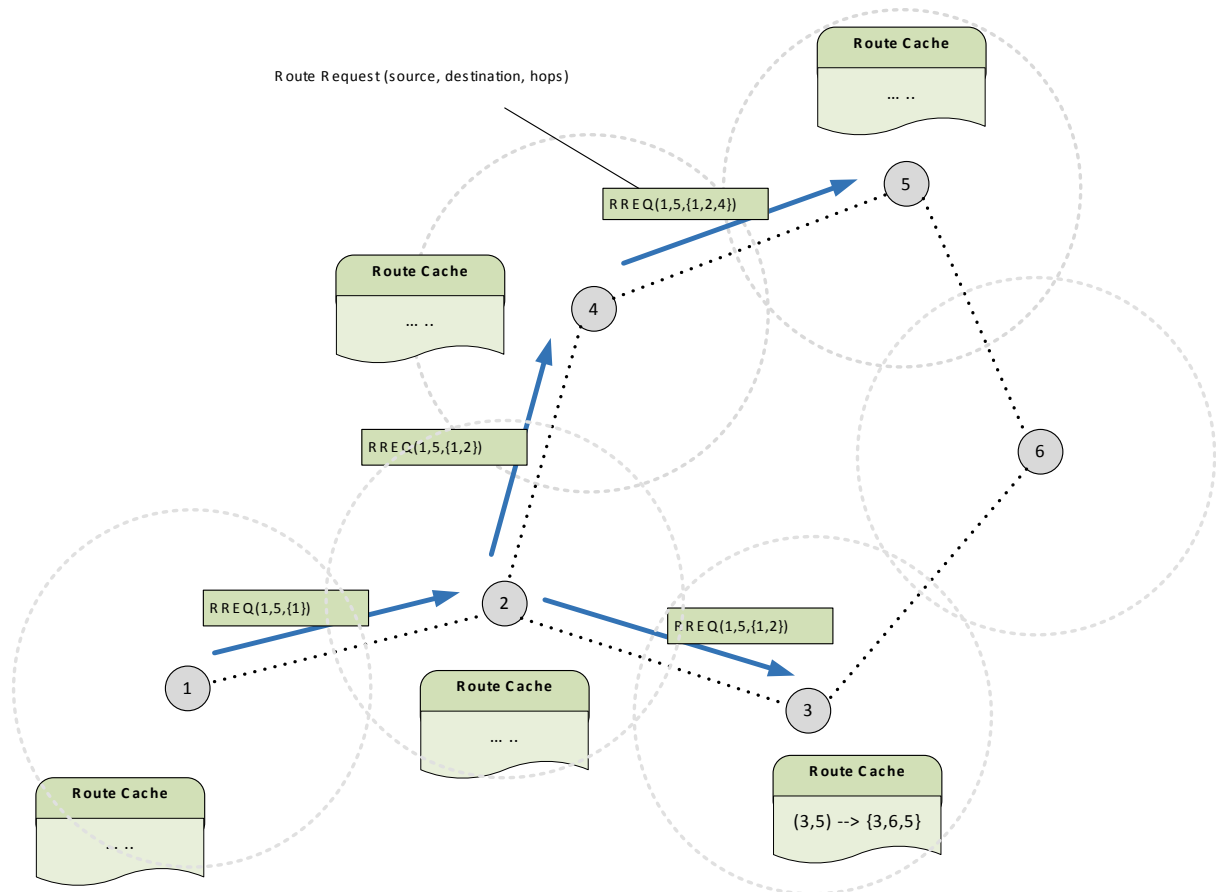 Route Cache
... ..
Route Request (source, destination, hops)
5
RREQ(1,5,{1,2,4})
Route Cache
... ..
4
RREQ(1,5,{1,2})
6
RREQ(1,5,{1})
2
RREQ(1,5,{1,2})
1
3
Route Cache
... ..
Route Cache
(3,5) --> {3,6,5}
Route Cache
.. ..